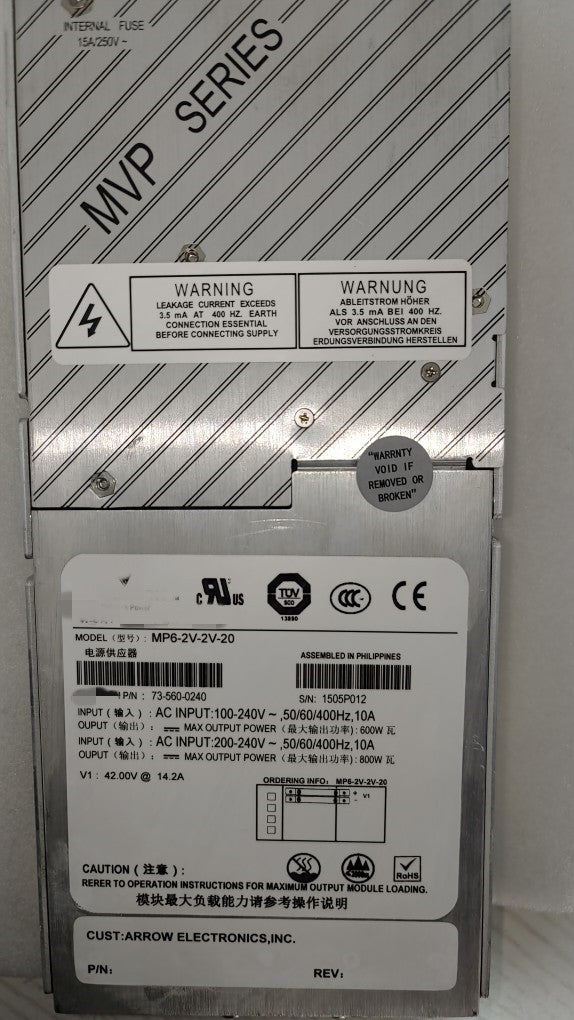 INTERNAL FUSE
15A/250V~
MVP SERIES
WARNING
LEAKAGE CURRENT EXCEEDS
3.5 mA AT 400 HZ. EARTH
CONNECTION ESSENTIAL
BEFORE CONNECTING SUPPLY
WARNUNG
ABLEITSTROM HÖHER
ALS 3.5 mA BEI 400 HZ.
VOR ANSCHLUSS AN DEN
VERSORGUNGSSTROMKREIS
ERDUNGSVERBINDUNG HERSTELLEN
"WARRNTY
VOID IF
REMOVED OR
BROKEN"
Power
c RU US
TÜV
13890
CCC
CE
MODEL (型号): MP6-2V-2V-20
电源供应器
ASSEMBLED IN PHILIPPINES
P/N: 73-560-0240
S/N: 1505P012
INPUT (输入) : AC INPUT:100-240V ~ ,50/60/400Hz,10A
OUPUT (输出): MAX OUTPUT POWER (最大输出功率):600W 瓦
INPUT (输入) : AC INPUT:200-240V ~ ,50/60/400Hz,10A
OUPUT (输出): MAX OUTPUT POWER (最大输出功率):800W 瓦
V1 : 42.00V @ 14.2A
ORDERING INFO: MP6-2V-2V-20
+ V1
-
CAUTION (注意) :
RoHS
RERER TO OPERATION INSTRUCTIONS FOR MAXIMUM OUTPUT MODULE LOADING.
模块最大负载能力请参考操作说明
CUST:ARROW ELECTRONICS,INC.
P/N:
REV: